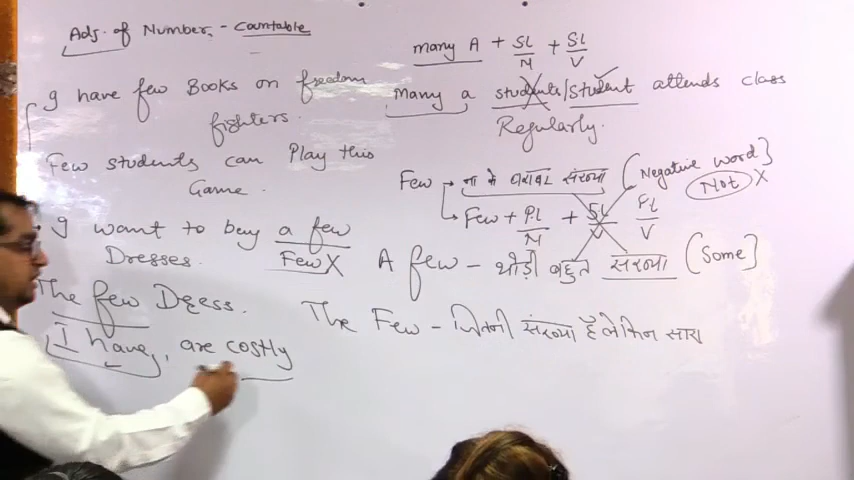 Adj. of Number - Countable
I have few Books on freedom
fighters.
Few students can Play this
Game.
I want to buy a few
Dresses. Few X
The few Dress.
I have, are costly
many A + SL/N + SL/V
many a students/student attends class
Regularly.
Few → ना के बराबर संख्या (Negative word)
Not X
Few + PL/N + SL/V PL/V
A few - थोड़ी बहुत संख्या (Some)
The Few - जितनी संख्या है लेकिन सारा